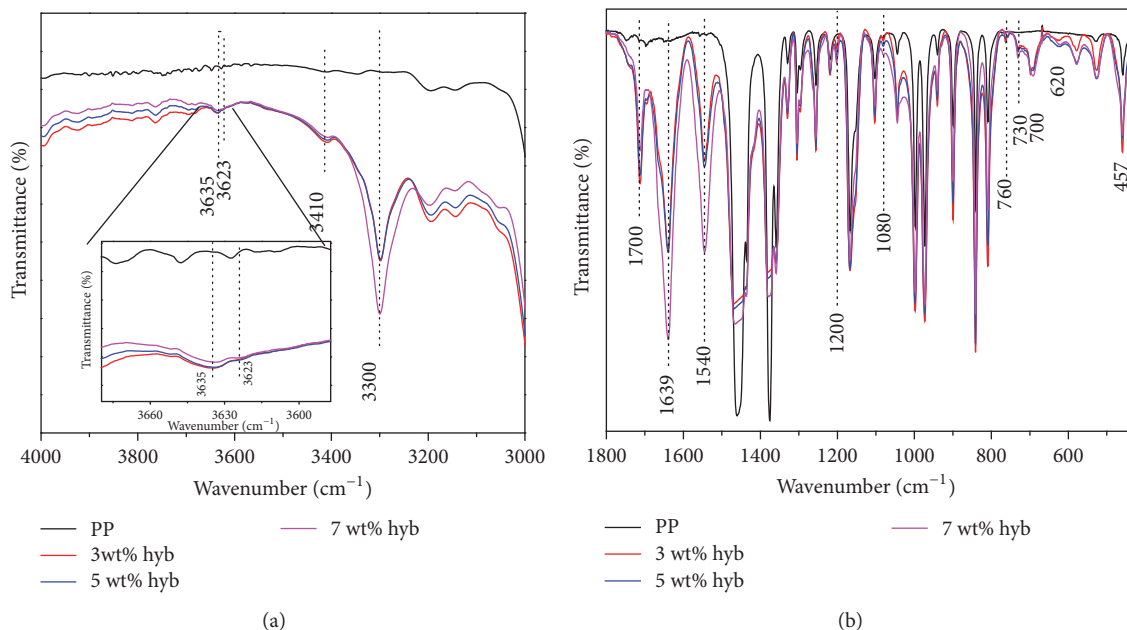 Transmittance (%)
3635
3623
3410
3300
Transmittance (%)
3635
3623
3660 3630 3600
Wavenumber (cm⁻¹)
4000 3800 3600 3400 3200 3000
Wavenumber (cm⁻¹)
PP
3wt% hyb
5 wt% hyb
7 wt% hyb
(a)
Transmittance (%)
1700
1639
1540
1200
1080
760
730
700
620
457
1800 1600 1400 1200 1000 800 600
Wavenumber (cm⁻¹)
PP
3 wt% hyb
5 wt% hyb
7 wt% hyb
(b)